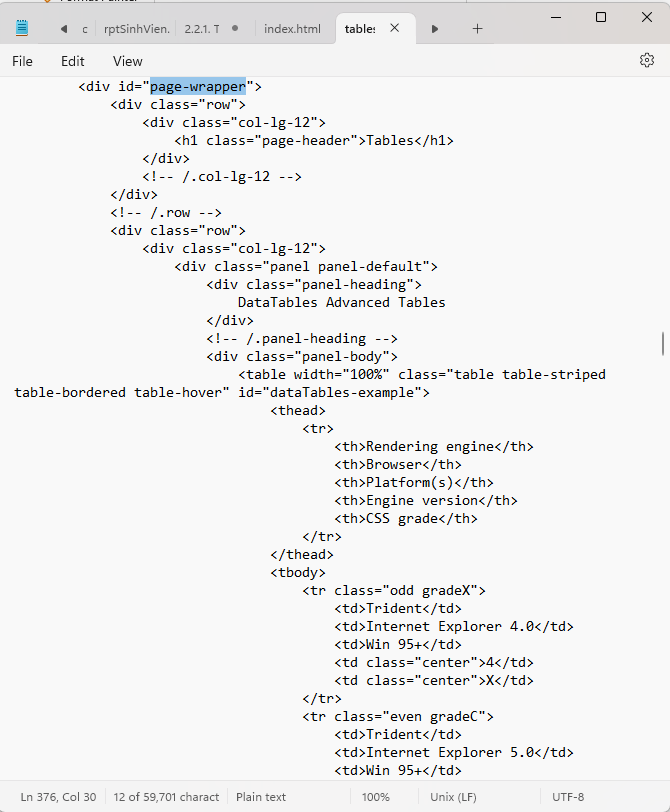 c
rptSinhVien.
2.2.1. T
index.html
tables
File
Edit
View
<div id="page-wrapper">
<div class="row">
<div class="col-lg-12">
<h1 class="page-header">Tables</h1>
</div>
<!-- /.col-lg-12 -->
</div>
<!-- /.row -->
<div class="row">
<div class="col-lg-12">
<div class="panel panel-default">
<div class="panel-heading">
DataTables Advanced Tables
</div>
<!-- /.panel-heading -->
<div class="panel-body">
<table width="100%" class="table table-striped
table-bordered table-hover" id="dataTables-example">
<thead>
<tr>
<th>Rendering engine</th>
<th>Browser</th>
<th>Platform(s)</th>
<th>Engine version</th>
<th>CSS grade</th>
</tr>
</thead>
<tbody>
<tr class="odd gradeX">
<td>Trident</td>
<td>Internet Explorer 4.0</td>
<td>Win 95+</td>
<td class="center">4</td>
<td class="center">X</td>
</tr>
<tr class="even gradeC">
<td>Trident</td>
<td>Internet Explorer 5.0</td>
<td>Win 95+</td>
Ln 376, Col 30
12 of 59,701 charact
Plain text
100%
Unix (LF)
UTF-8